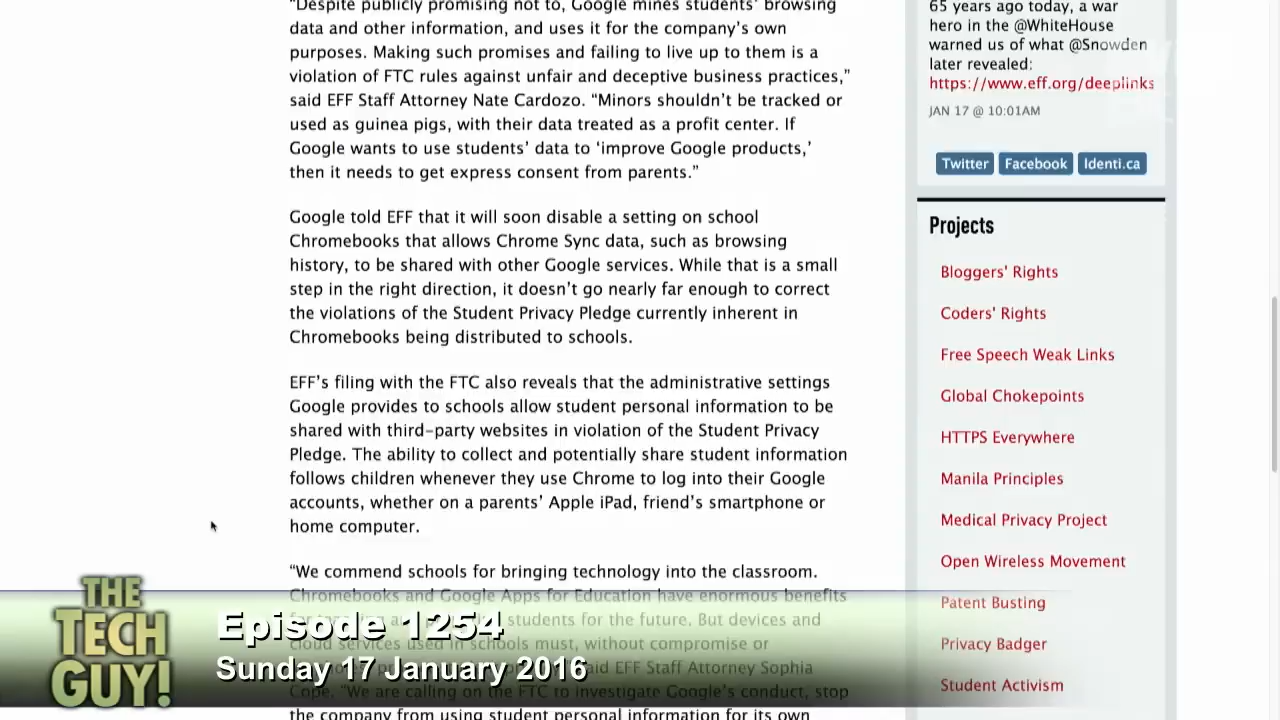 “Despite publicly promising not to, Google mines students’ browsing
data and other information, and uses it for the company’s own
purposes. Making such promises and failing to live up to them is a
violation of FTC rules against unfair and deceptive business practices,”
said EFF Staff Attorney Nate Cardozo. “Minors shouldn’t be tracked or
used as guinea pigs, with their data treated as a profit center. If
Google wants to use students’ data to ‘improve Google products,’
then it needs to get express consent from parents.”
Google told EFF that it will soon disable a setting on school
Chromebooks that allows Chrome Sync data, such as browsing
history, to be shared with other Google services. While that is a small
step in the right direction, it doesn’t go nearly far enough to correct
the violations of the Student Privacy Pledge currently inherent in
Chromebooks being distributed to schools.
EFF’s filing with the FTC also reveals that the administrative settings
Google provides to schools allow student personal information to be
shared with third-party websites in violation of the Student Privacy
Pledge. The ability to collect and potentially share student information
follows children whenever they use Chrome to log into their Google
accounts, whether on a parents’ Apple iPad, friend’s smartphone or
home computer.
“We commend schools for bringing technology into the classroom.
Chromebooks and Google Apps for Education have enormous benefits
students for the future. But devices and
cloud services used in schools must, without compromise or
said EFF Staff Attorney Sophia
Cope. “We are calling on the FTC to investigate Google’s conduct, stop
the company from using student personal information for its own
65 years ago today, a war
hero in the @WhiteHouse
warned us of what @Snowden
later revealed:
https://www.eff.org/deeplinks
JAN 17 @ 10:01AM
Twitter Facebook Identi.ca
Projects
Bloggers’ Rights
Coders’ Rights
Free Speech Weak Links
Global Chokepoints
HTTPS Everywhere
Manila Principles
Medical Privacy Project
Open Wireless Movement
Patent Busting
Privacy Badger
Student Activism
THE
TECH
GUY!
Episode 1254
Sunday 17 January 2016